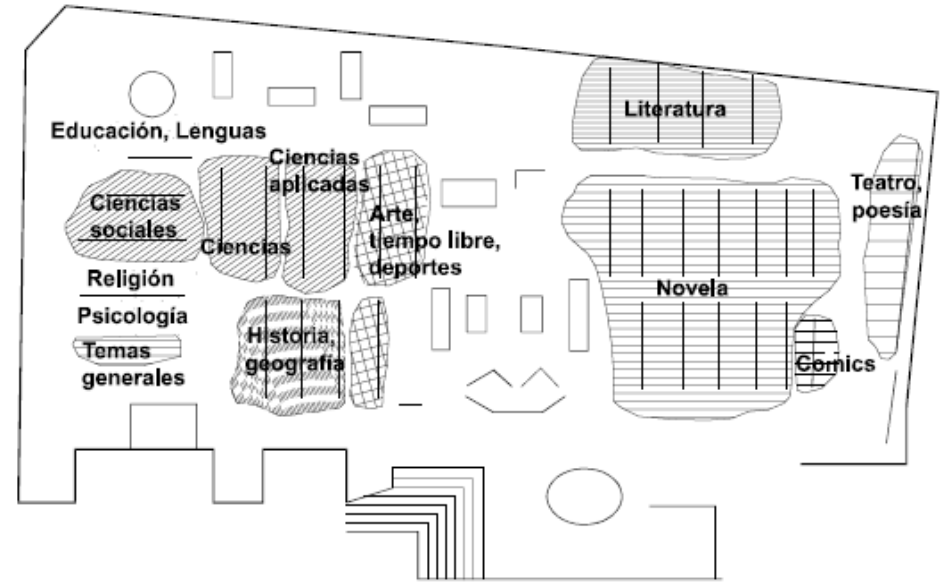 Educación, Lenguas
Ciencias
sociales
Religión
Psicología
Temas
generales
Ciencias
Ciencias
aplicadas
Arte,
tiempo libre,
deportes
Historia,
geografía
Literatura
Novela
Comics
Teatro,
poesía